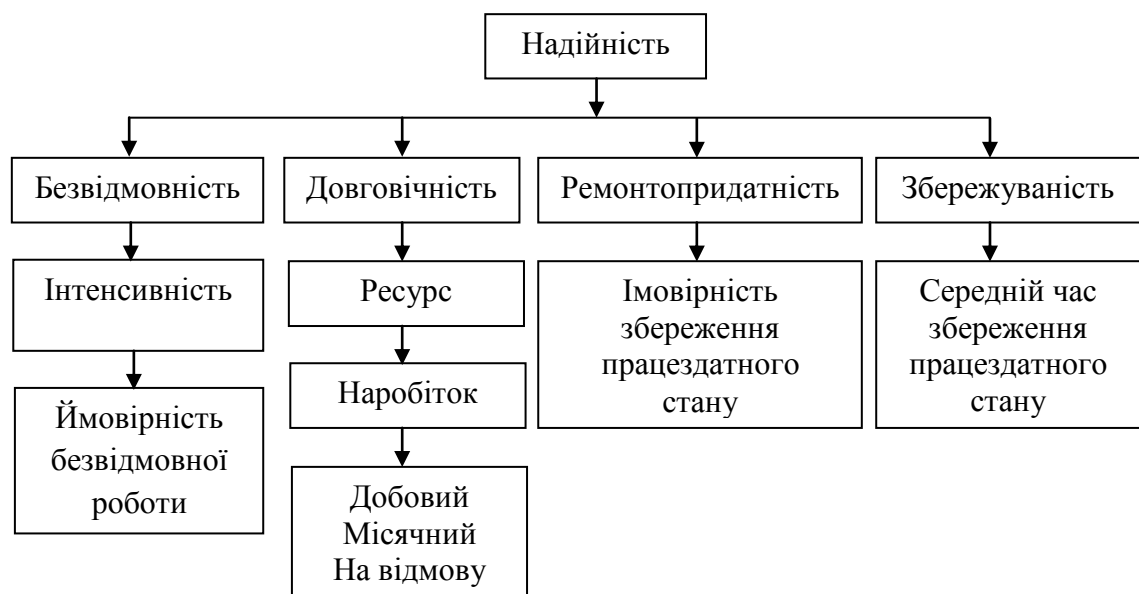 Надійність
Безвідмовність
Довговічність
Ремонтопридатність
Збережуваність
Інтенсивність
Ресурс
Імовірність
збереження
працездатного
стану
Середній час
збереження
працездатного
стану
Наробіток
Ймовірність
безвідмовної
роботи
Добовий
Місячний
На відмову